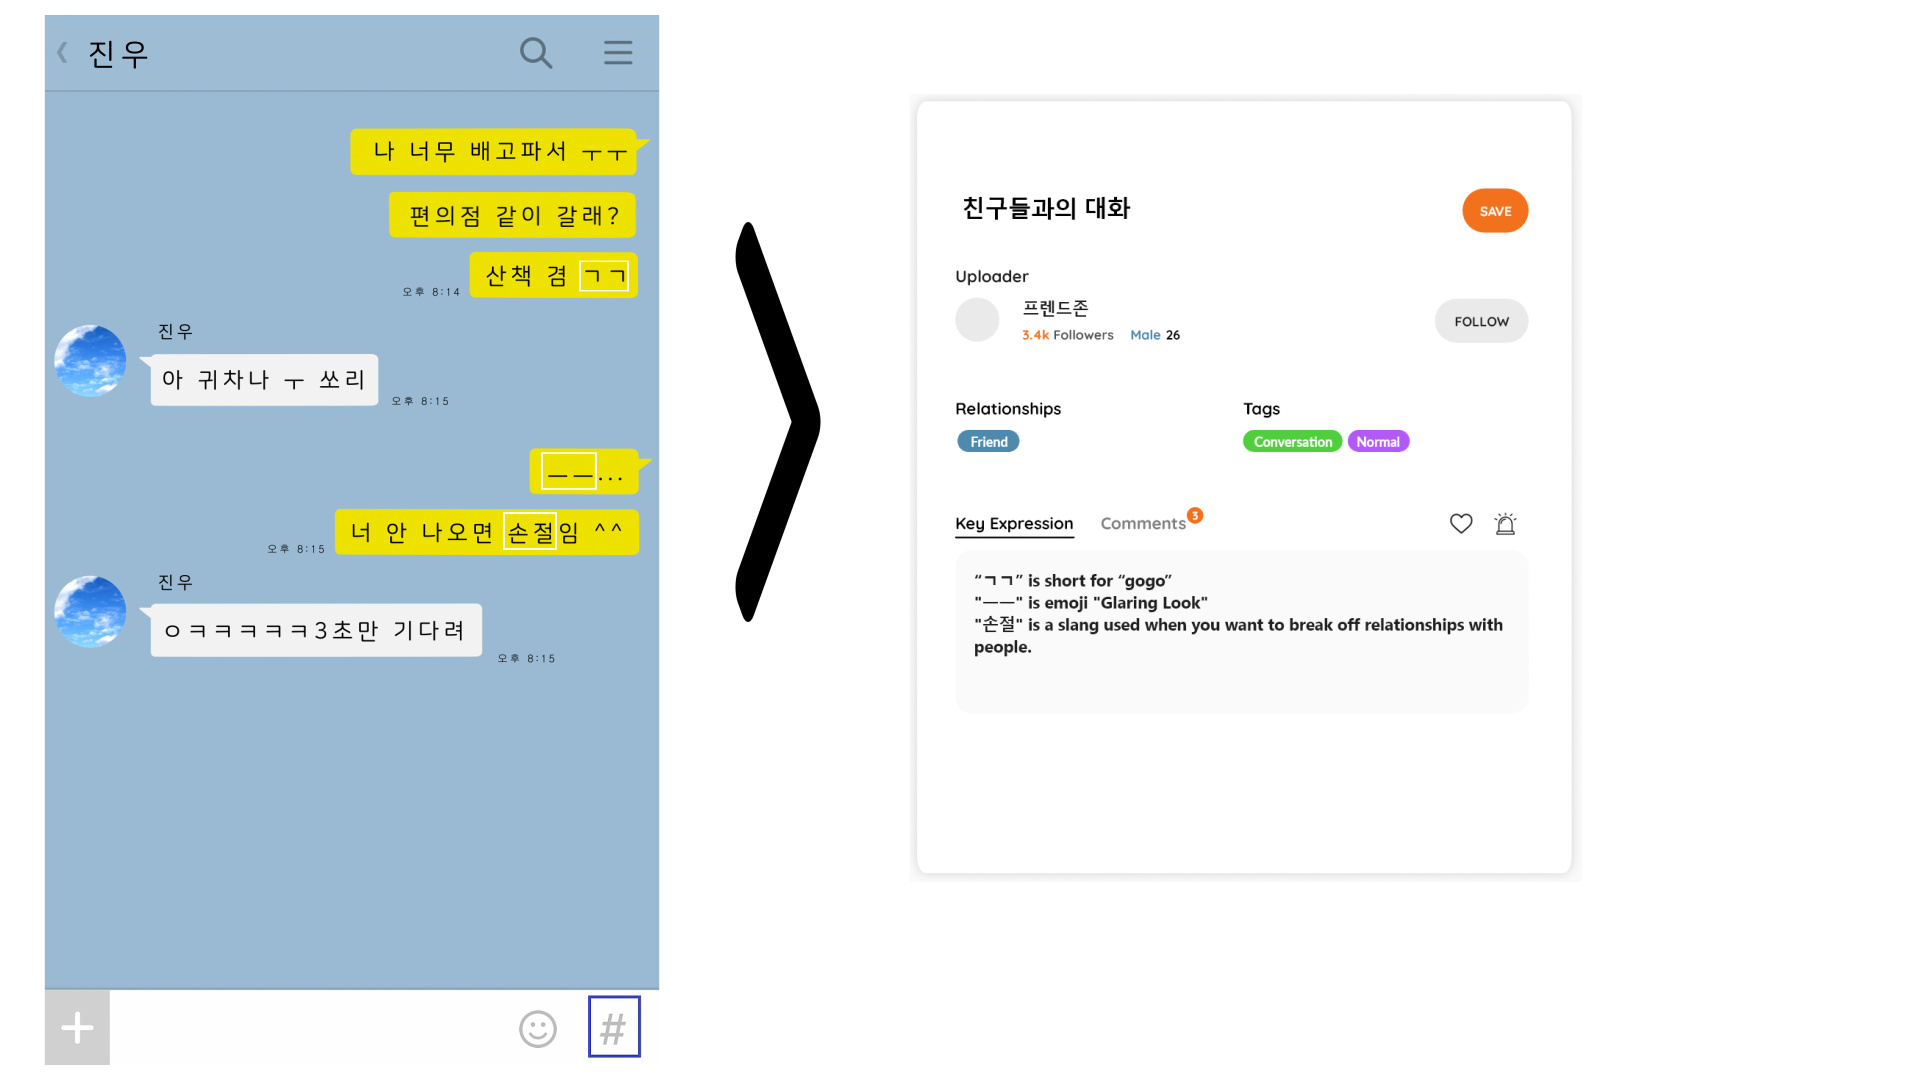 진우
나 너무 배고파서 ㅜㅜ
편의점 같이 갈래?
산책 겸 ㄱㄱ
오후 8:14
진우
아 귀차나 ㅜ 쏘리
오후 8:15
ㅡㅡ...
너 안 나오면 손절임 ^^
오후 8:15
진우
ㅇㅋㅋㅋㅋㅋ3초만 기다려
오후 8:15
#
친구들과의 대화
SAVE
Uploader
프렌드존
3.4k Followers Male 26
FOLLOW
Relationships Tags
Friend Conversation Normal
Key Expression Comments 3
“ㄱㄱ” is short for “gogo”
"ㅡㅡ" is emoji "Glaring Look"
"손절" is a slang used when you want to break off relationships with
people.